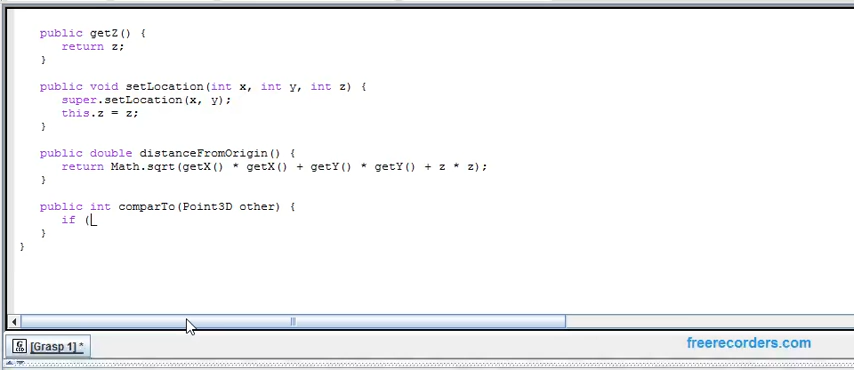 public getZ() {
return z;
}
public void setLocation(int x, int y, int z) {
super.setLocation(x, y);
this.z = z;
}
public double distanceFromOrigin() {
return Math.sqrt(getX() * getX() + getY() * getY() + z * z);
}
public int comparTo(Point3D other) {
if (
}
}
[Grasp 1] *
freerecorders.com